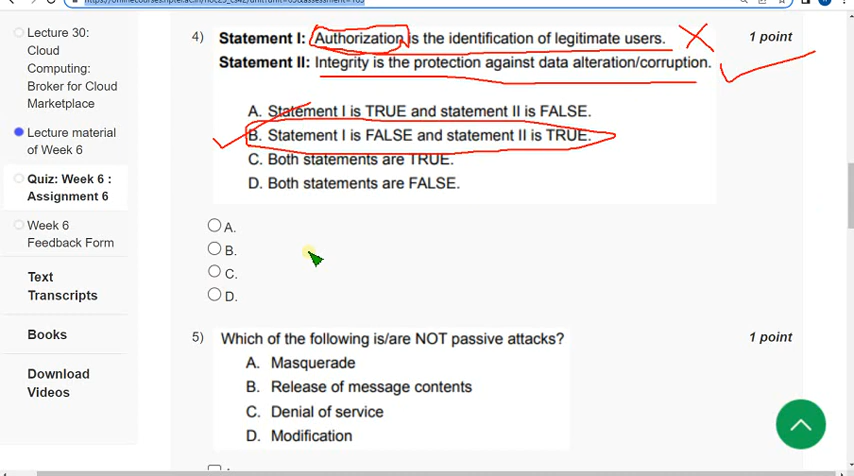 Lecture 30:
Cloud
Computing:
Broker for Cloud
Marketplace
Lecture material
of Week 6
Quiz: Week 6 :
Assignment 6
Week 6
Feedback Form
Text
Transcripts
Books
Download
Videos
4) Statement I: Authorization is the identification of legitimate users. 1 point
Statement II: Integrity is the protection against data alteration/corruption.
A. Statement I is TRUE and statement II is FALSE.
B. Statement I is FALSE and statement II is TRUE.
C. Both statements are TRUE.
D. Both statements are FALSE.
A.
B.
C.
D.
5) Which of the following is/are NOT passive attacks? 1 point
A. Masquerade
B. Release of message contents
C. Denial of service
D. Modification